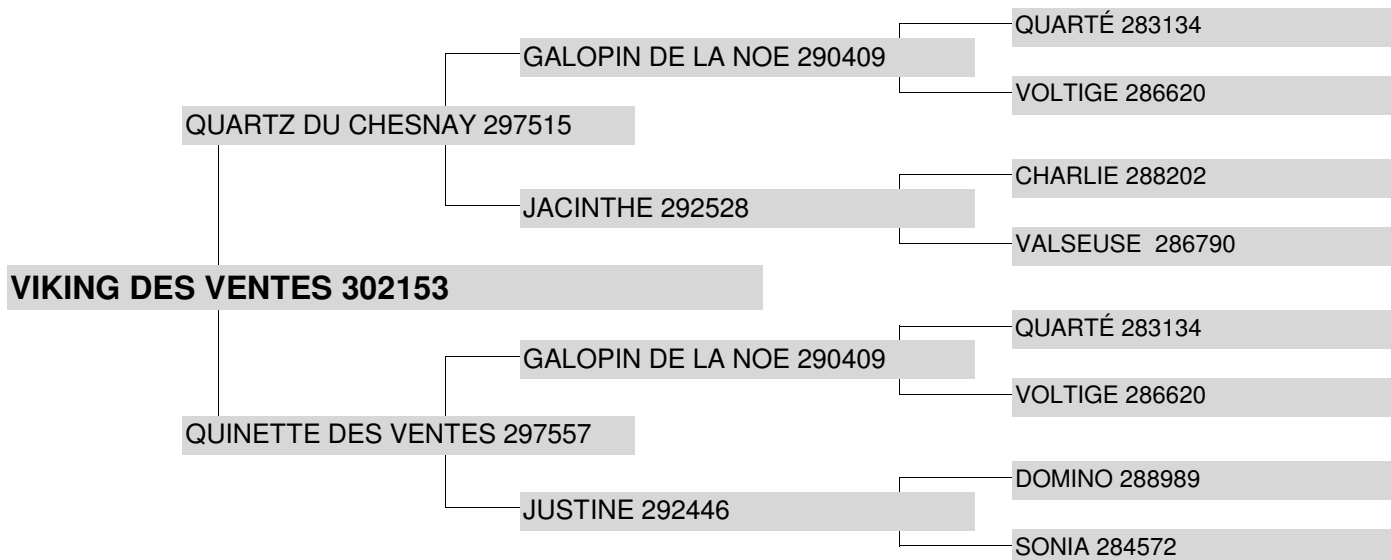 QUARTÉ 283134
GALOPIN DE LA NOE 290409
VOLTIGE 286620
QUARTZ DU CHESNAY 297515
CHARLIE 288202
JACINTHE 292528
VALSEUSE 286790
VIKING DES VENTES 302153
QUARTÉ 283134
GALOPIN DE LA NOE 290409
VOLTIGE 286620
QUINETTE DES VENTES 297557
DOMINO 288989
JUSTINE 292446
SONIA 284572